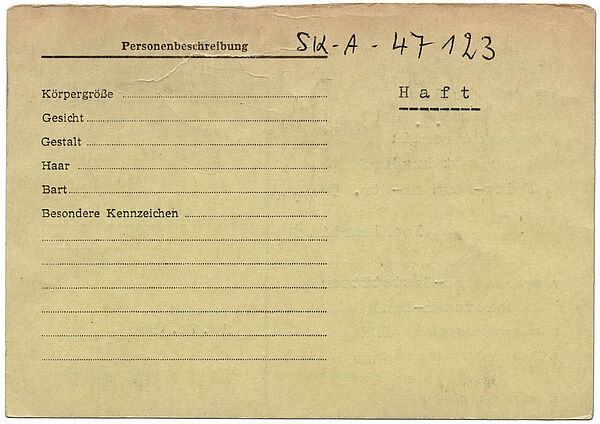 Personenbeschreibung SK-A-47123
Haft
Körpergröße
Gesicht
Gestalt
Haar
Bart
Besondere Kennzeichen